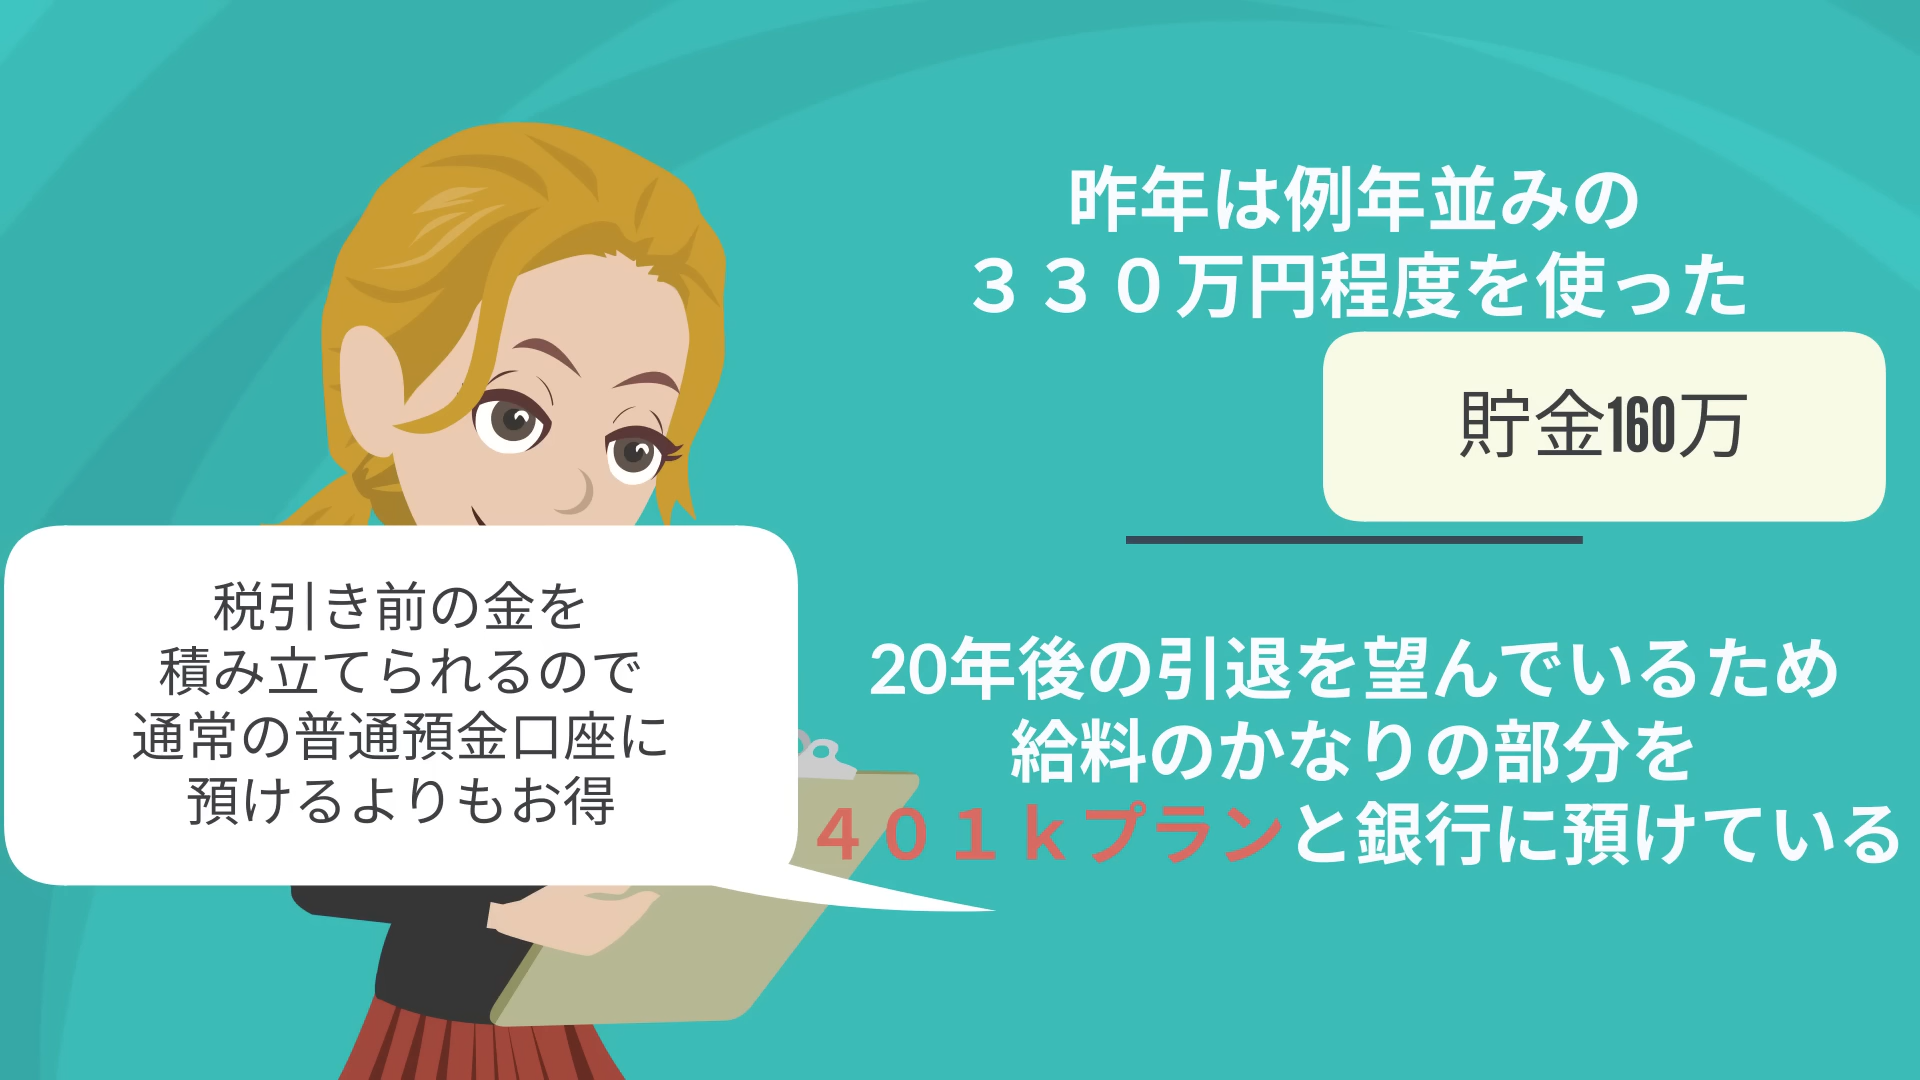 昨年は例年並みの
３３０万円程度を使った
貯金160万
税引き前の金を
積み立てられるので
通常の普通預金口座に
預けるよりもお得
20年後の引退を望んでいるため
給料のかなりの部分を
４０１ｋプランと銀行に預けている